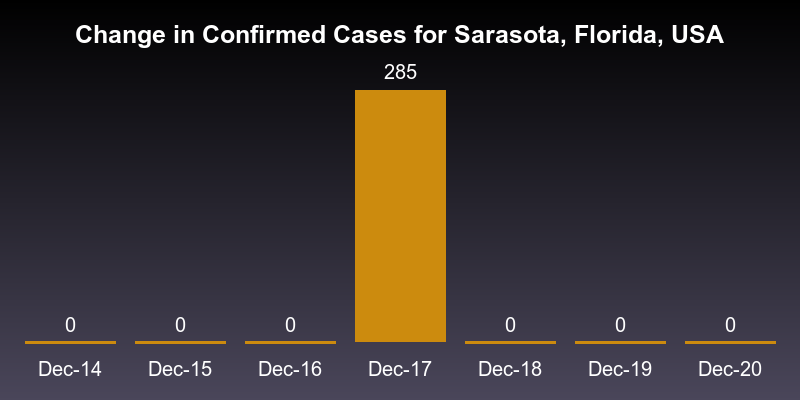 Change in Confirmed Cases for Sarasota, Florida, USA
285
0 0 0 0 0 0
Dec-14 Dec-15 Dec-16 Dec-17 Dec-18 Dec-19 Dec-20